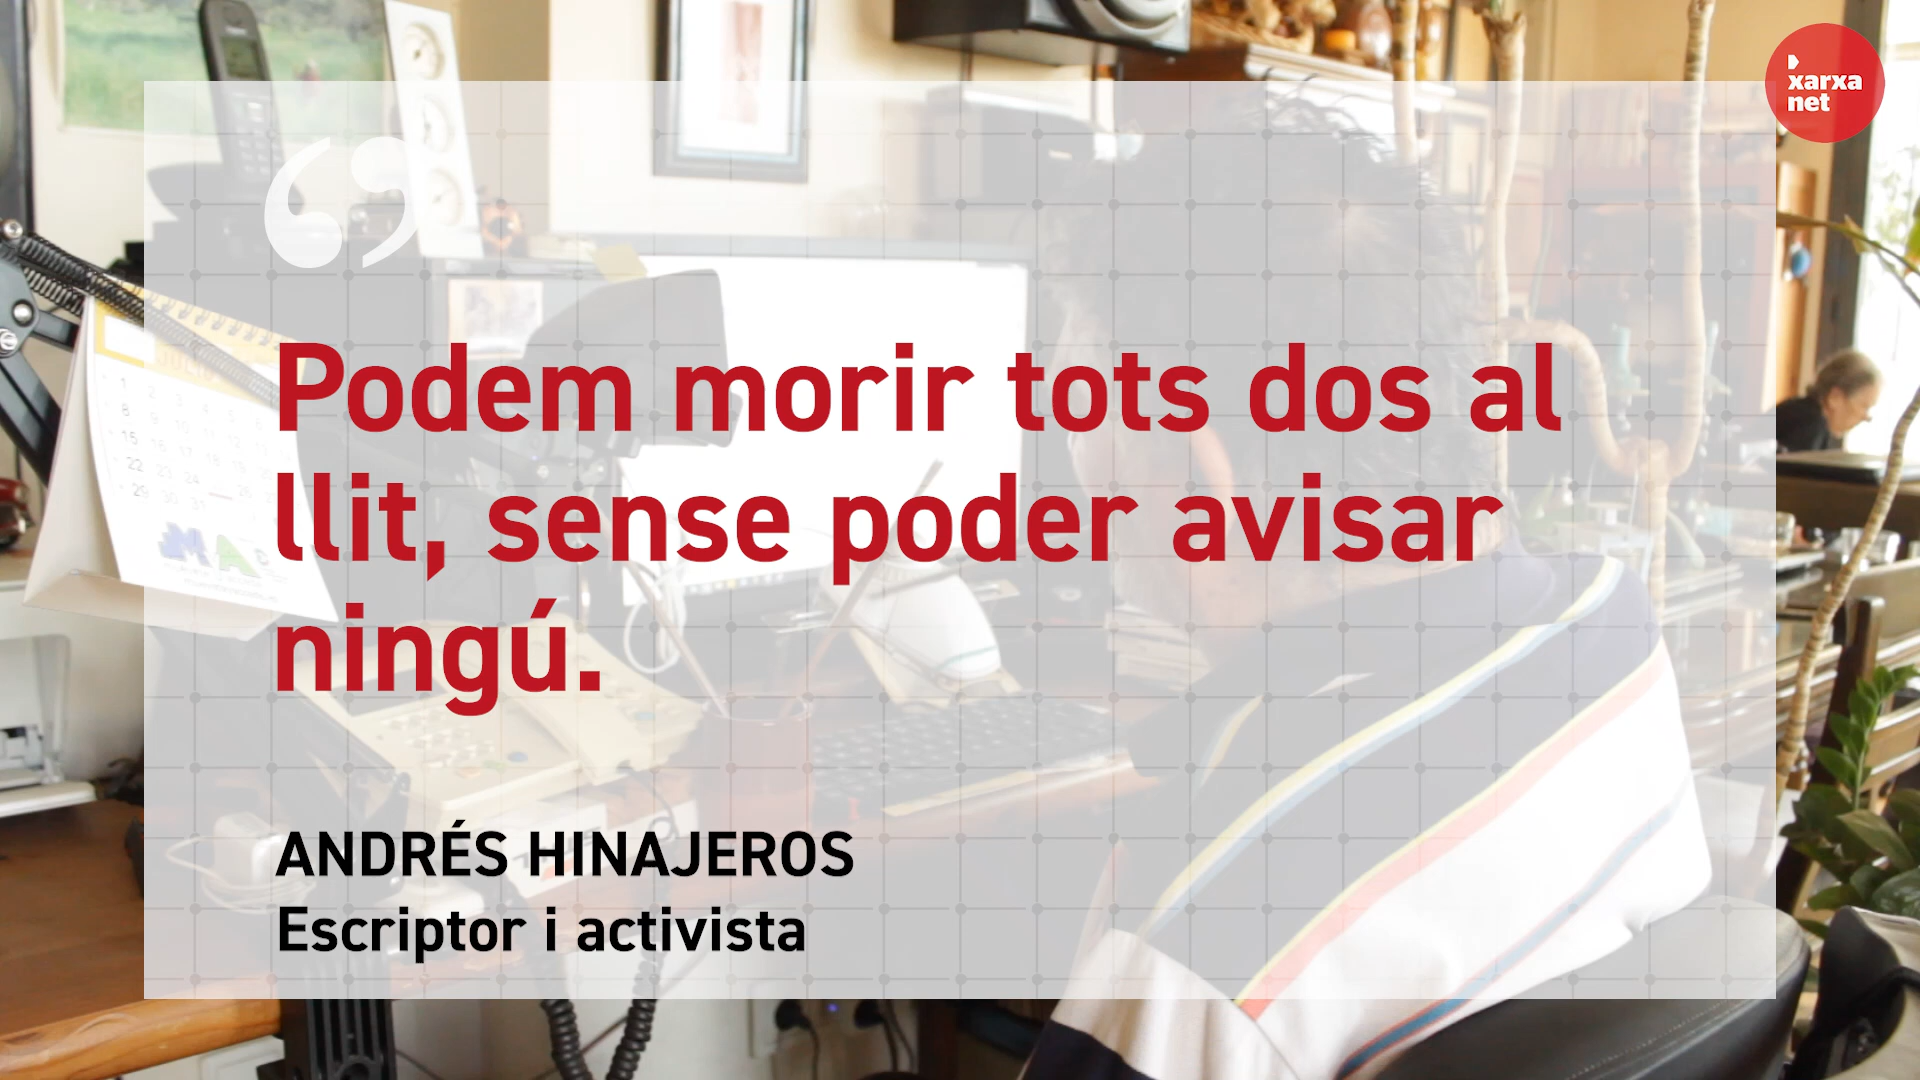 xarxa
net
Podem morir tots dos al
llit, sense poder avisar
ningú.
ANDRÉS HINAJEROS
Escriptor i activista